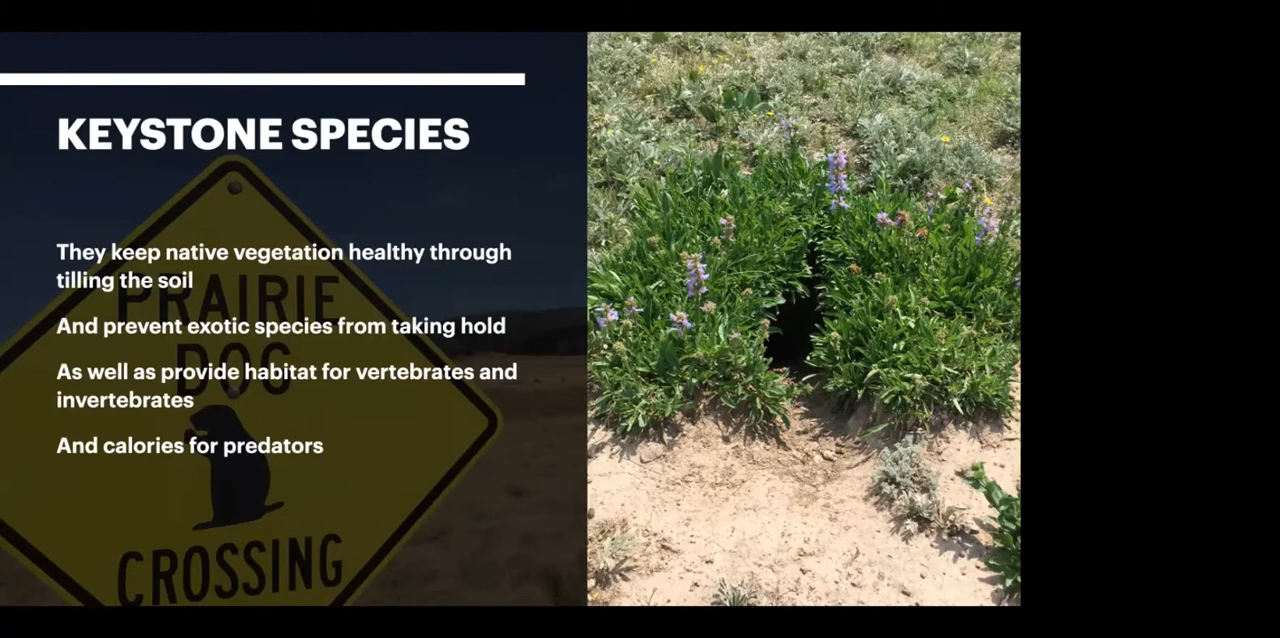 KEYSTONE SPECIES
They keep native vegetation healthy through
tilling the soil
And prevent exotic species from taking hold
As well as provide habitat for vertebrates and
invertebrates
And calories for predators
PRAIRIE
DOG
CROSSING